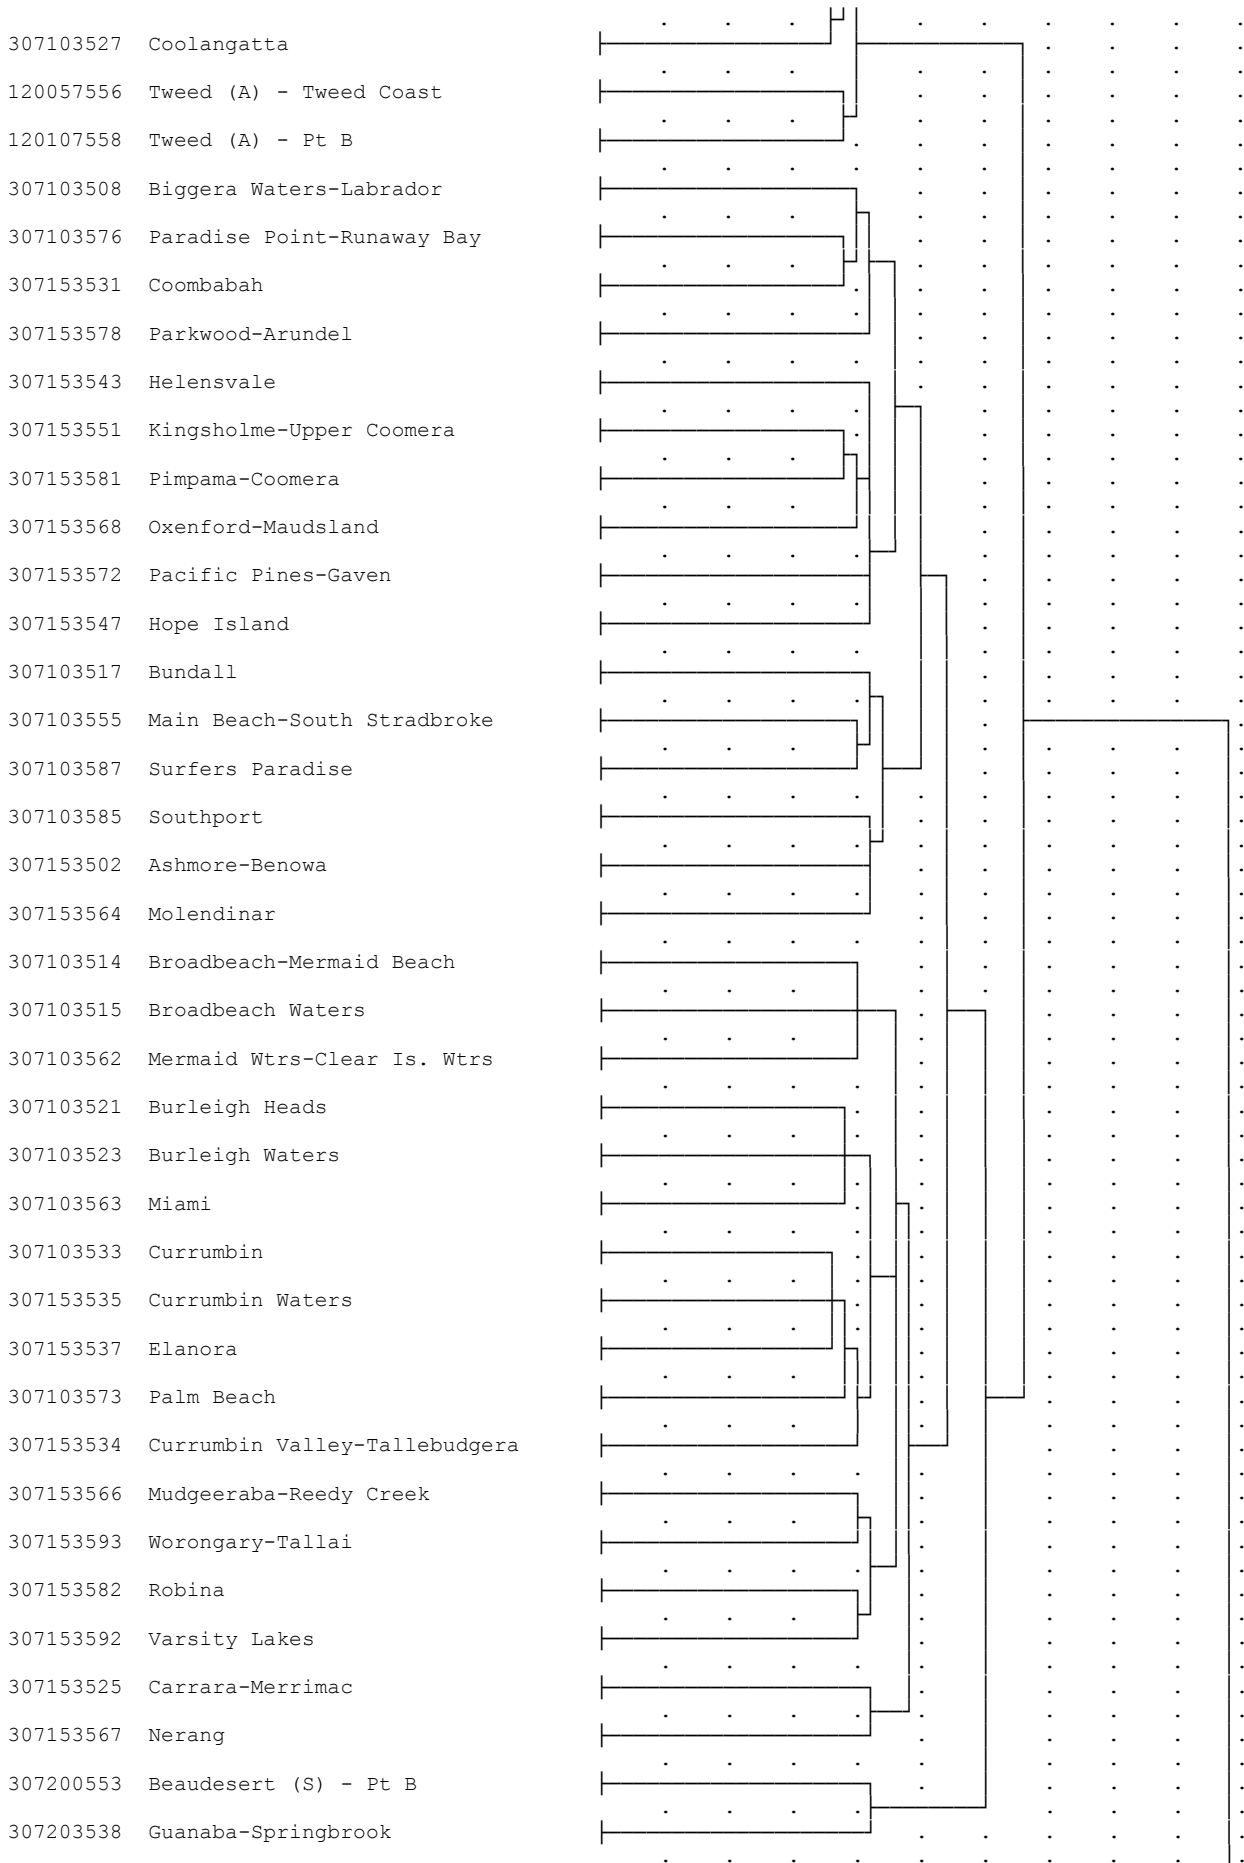 307103527 Coolangatta
120057556 Tweed (A) - Tweed Coast
120107558 Tweed (A) - Pt B
307103508 Biggera Waters-Labrador
307103576 Paradise Point-Runaway Bay
307153531 Coombabah
307153578 Parkwood-Arundel
307153543 Helensvale
307153551 Kingsholme-Upper Coomera
307153581 Pimpama-Coomera
307153568 Oxenford-Maudsland
307153572 Pacific Pines-Gaven
307153547 Hope Island
307103517 Bundall
307103555 Main Beach-South Stradbroke
307103587 Surfers Paradise
307103585 Southport
307153502 Ashmore-Benowa
307153564 Molendinar
307103514 Broadbeach-Mermaid Beach
307103515 Broadbeach Waters
307103562 Mermaid Wtrs-Clear Is. Wtrs
307103521 Burleigh Heads
307103523 Burleigh Waters
307103563 Miami
307103533 Currumbin
307153535 Currumbin Waters
307153537 Elanora
307103573 Palm Beach
307153534 Currumbin Valley-Tallebudgera
307153566 Mudgeeraba-Reedy Creek
307153593 Worongary-Tallai
307153582 Robina
307153592 Varsity Lakes
307153525 Carrara-Merrimac
307153567 Nerang
307200553 Beaudesert (S) - Pt B
307203538 Guanaba-Springbrook